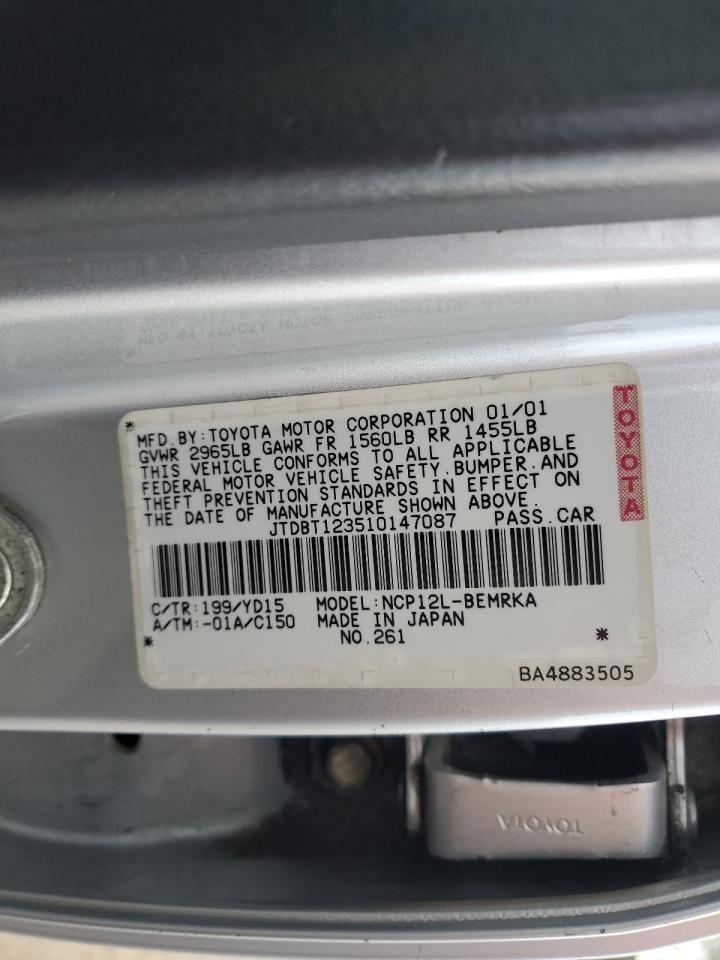 MFD.BY:TOYOTA MOTOR CORPORATION 01/01
GVWR 2965LB GAWR FR 1560LB RR 1455LB
THIS VEHICLE CONFORMS TO ALL APPLICABLE
FEDERAL MOTOR VEHICLE SAFETY.BUMPER.AND
THEFT PREVENTION STANDARDS IN EFFECT ON
THE DATE OF MANUFACTURE SHOWN ABOVE.
JTDBT123510147087 PASS.CAR
TOYOTA
C/TR:199/YD15 MODEL:NCP12L-BEMRKA
A/TM:-01A/C150 MADE IN JAPAN
* NO.261 *
BA4883505
TOYOTA